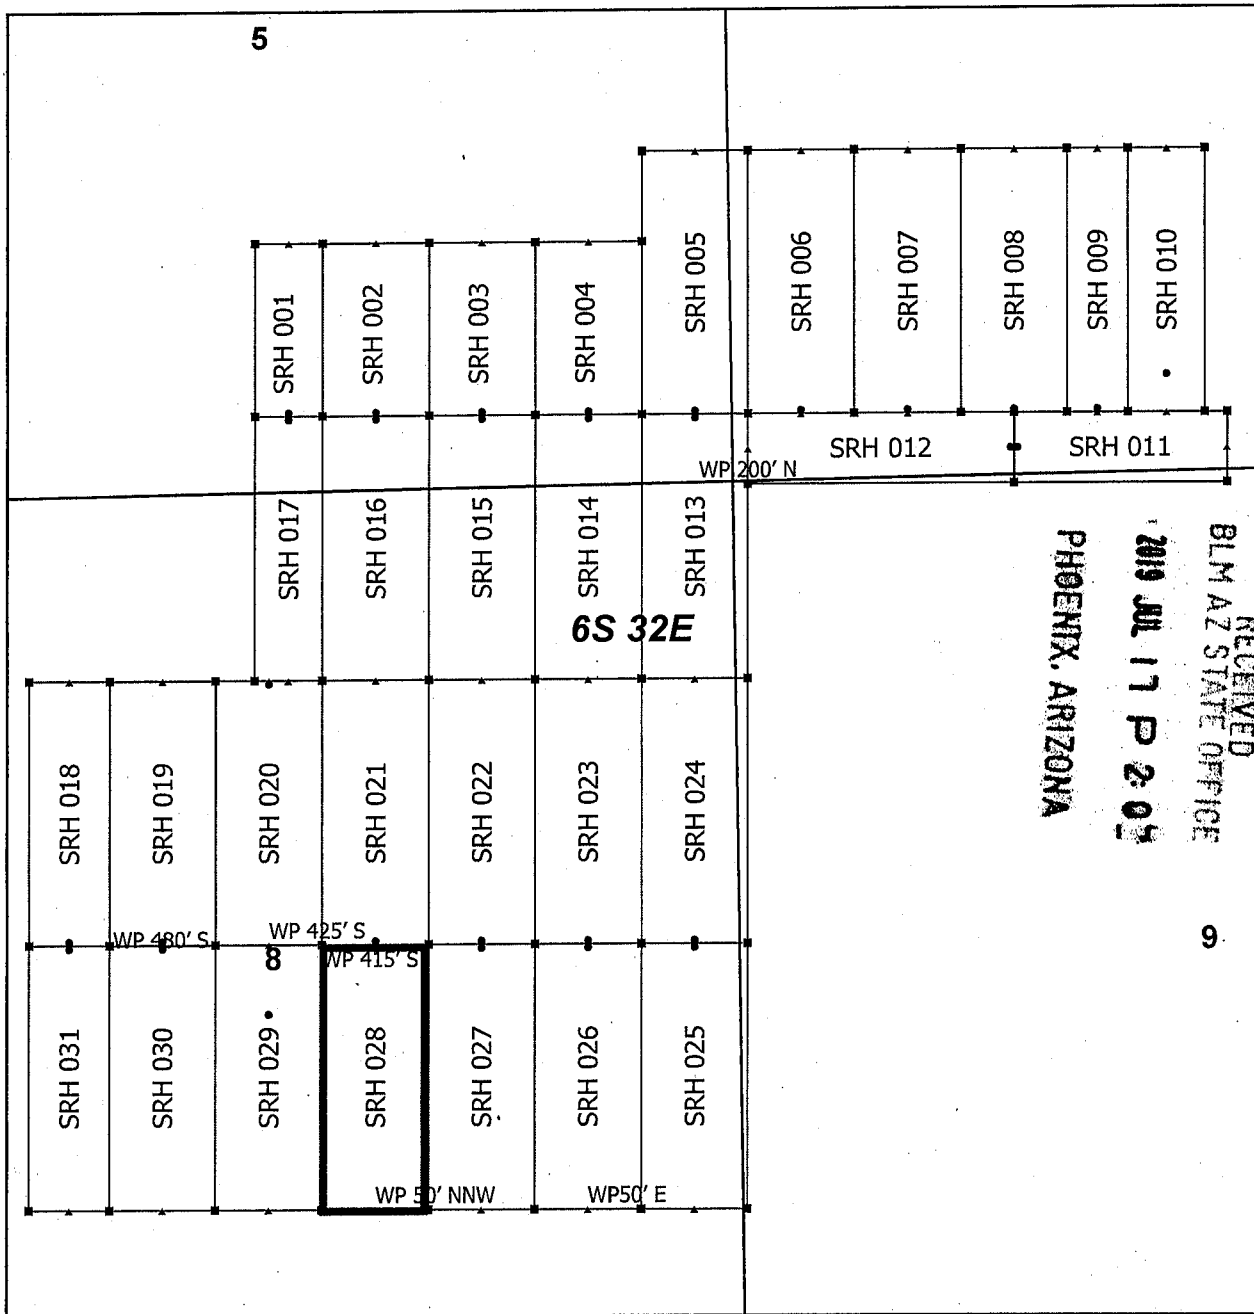 5
SRH 001
SRH 002
SRH 003
SRH 004
SRH 005
SRH 006
SRH 007
SRH 008
SRH 009
SRH 010
SRH 012
SRH 011
WP 200' N
SRH 017
SRH 016
SRH 015
SRH 014
SRH 013
6S 32E
RECEIVED
BLM AZ STATE OFFICE
2019 JUL 17 P 2:04
PHOENIX, ARIZONA
SRH 018
SRH 019
SRH 020
SRH 021
SRH 022
SRH 023
SRH 024
WP 480' S
WP 425' S
WP 415' S
8
9
SRH 031
SRH 030
SRH 029
SRH 028
SRH 027
SRH 026
SRH 025
WP 50' NNW
WP50' E